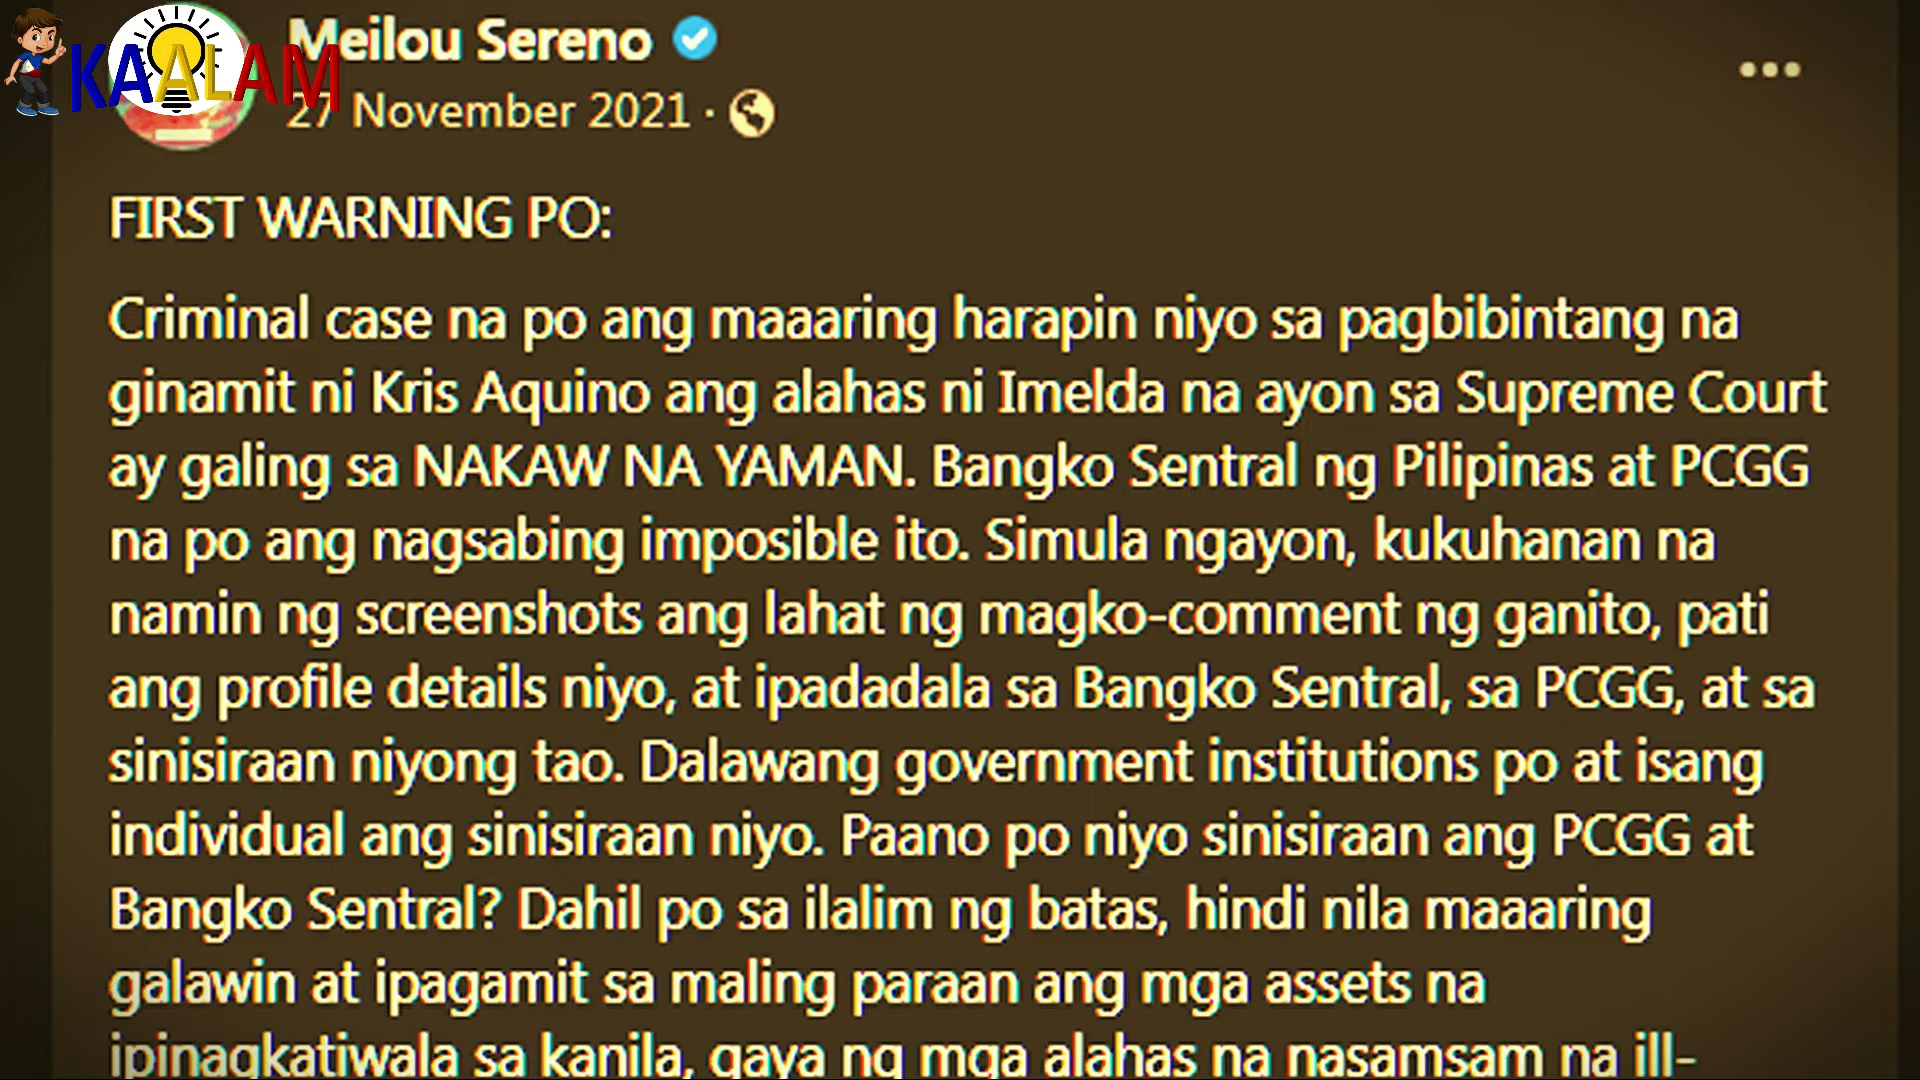 KAALAM
Meilou Sereno
27 November 2021 ·
FIRST WARNING PO:
Criminal case na po ang maaaring harapin niyo sa pagbibintang na
ginamit ni Kris Aquino ang alahas ni Imelda na ayon sa Supreme Court
ay galing sa NAKAW NA YAMAN. Bangko Sentral ng Pilipinas at PCGG
na po ang nagsabing imposible ito. Simula ngayon, kukuhanan na
namin ng screenshots ang lahat ng magko-comment ng ganito, pati
ang profile details niyo, at ipadadala sa Bangko Sentral, sa PCGG, at sa
sinisiraan niyong tao. Dalawang government institutions po at isang
individual ang sinisiraan niyo. Paano po niyo sinisiraan ang PCGG at
Bangko Sentral? Dahil po sa ilalim ng batas, hindi nila maaaring
galawin at ipagamit sa maling paraan ang mga assets na
ipinagkatiwala sa kanila, gaya ng mga alahas na nasamsam na ill-